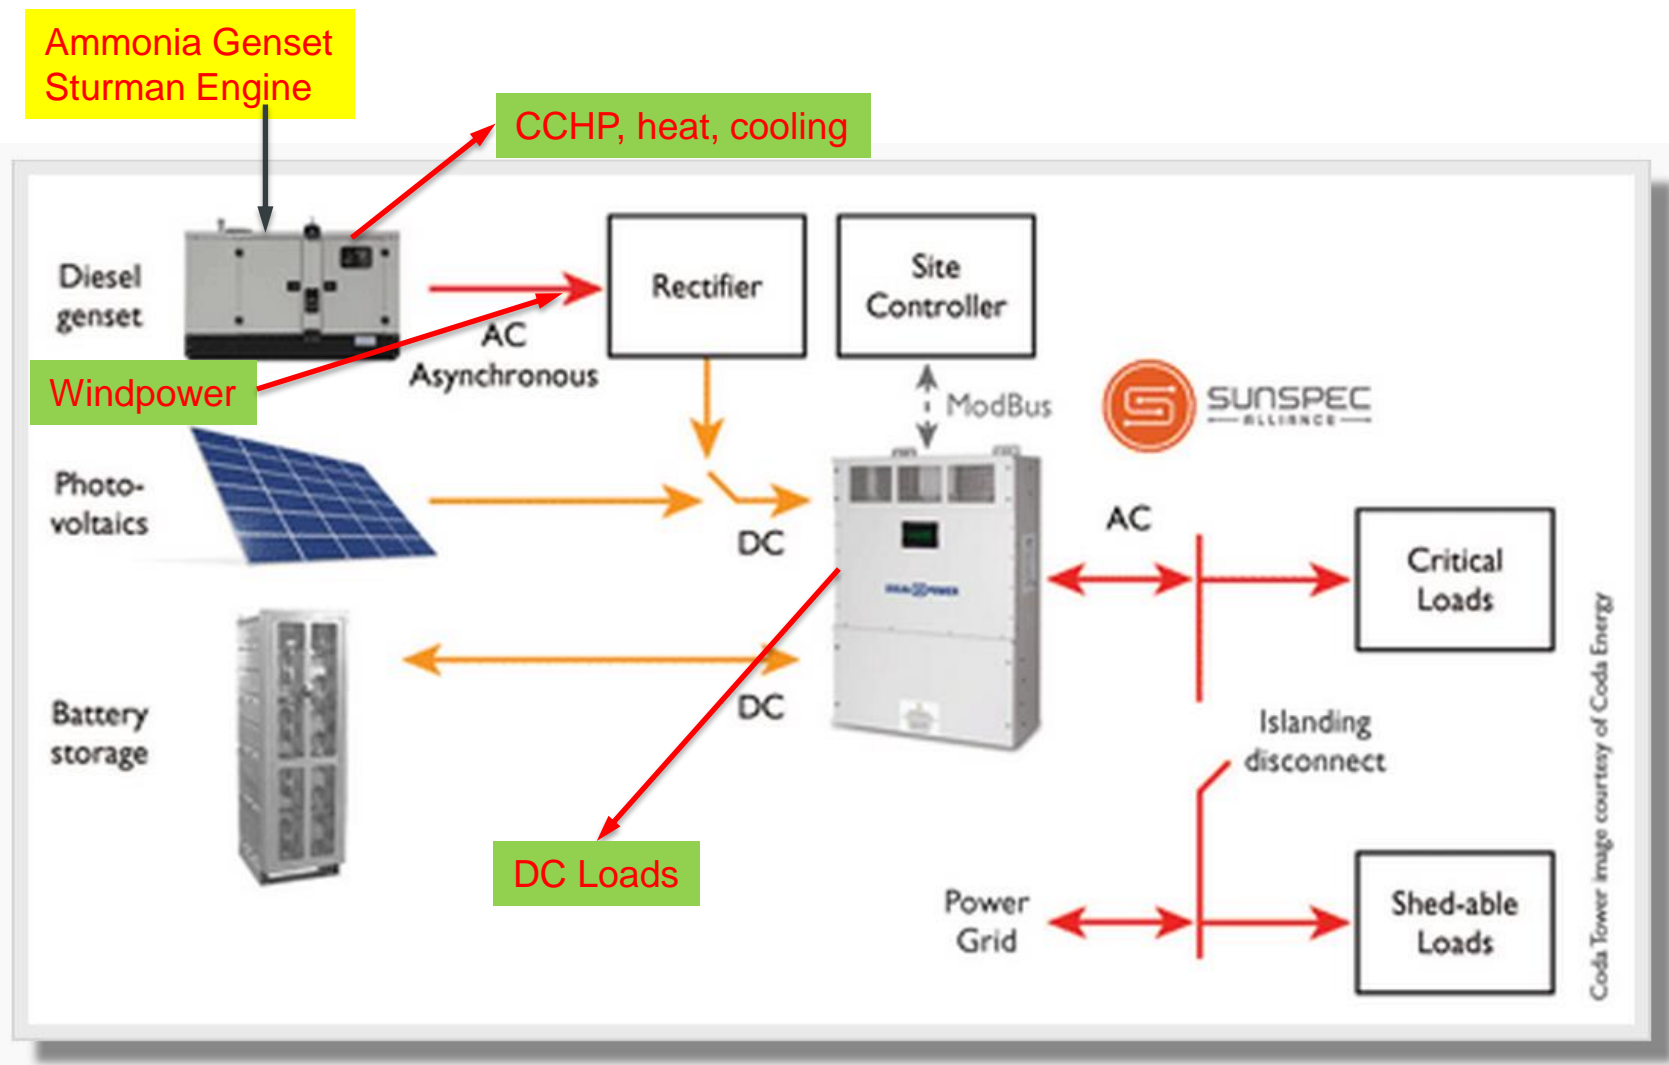 Ammonia Genset
Sturman Engine
CCHP, heat, cooling
Diesel
genset
Rectifier
Site
Controller
AC
Asynchronous
Windpower
ModBus
SUNSPEC
ALLIANCE
Photo-
voltaics
DC
AC
IDEAL POWER
Critical
Loads
Battery
storage
DC
Islanding
disconnect
DC Loads
Power
Grid
Shed-able
Loads
Coda Tower image courtesy of Coda Energy